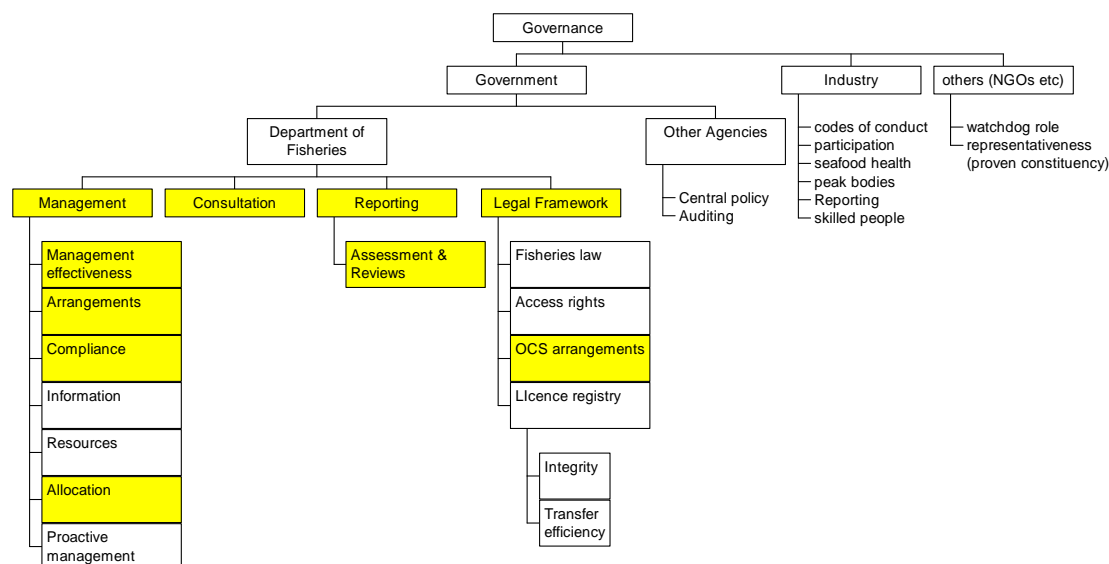 Governance
Government
Industry
others (NGOs etc)
Department of
Fisheries
Other Agencies
codes of conduct
participation
seafood health
peak bodies
Reporting
skilled people
watchdog role
representativeness
(proven constituency)
Central policy
Auditing
Management
Consultation
Reporting
Legal Framework
Management
effectiveness
Arrangements
Compliance
Information
Resources
Allocation
Proactive
management
Assessment &
Reviews
Fisheries law
Access rights
OCS arrangements
LIcence registry
Integrity
Transfer
efficiency